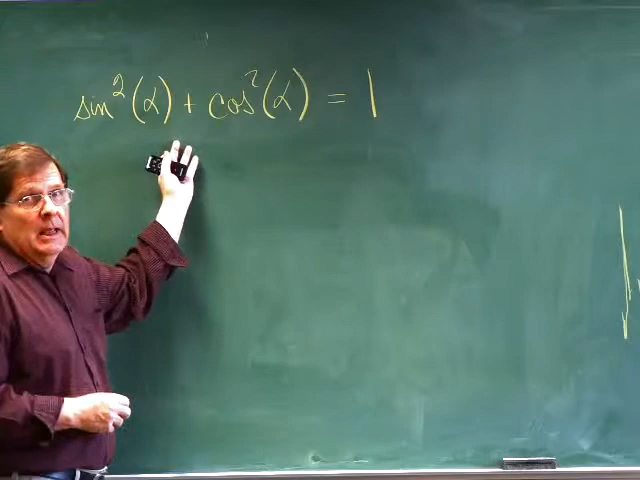 sin²(α) + cos²(α) = 1